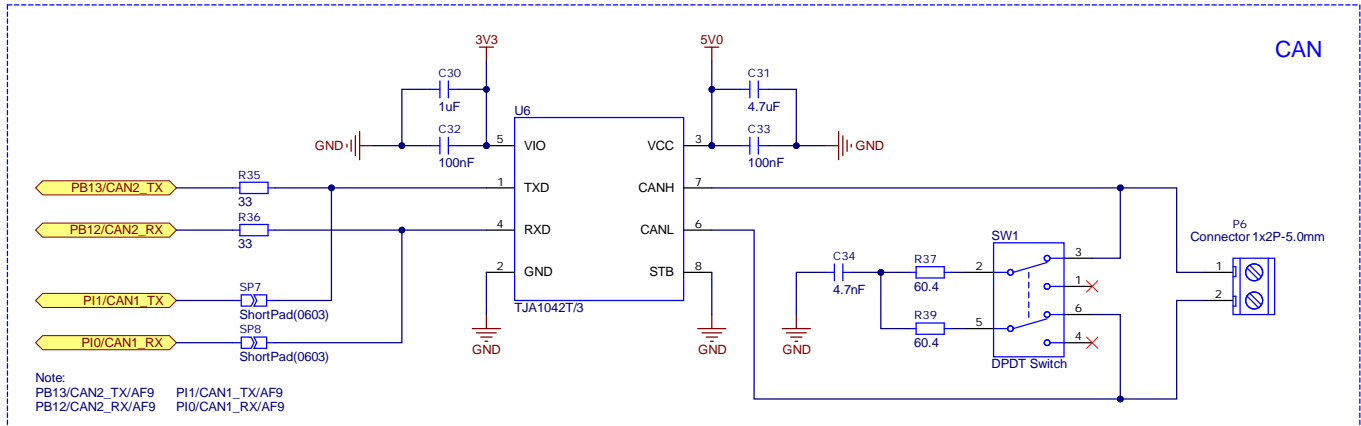 CAN
3V3
5V0
C30
1uF
C31
4.7uF
U6
GND
C32
100nF
5
VIO
VCC
3
C33
100nF
GND
PB13/CAN2_TX
R35
33
1
TXD
CANH
7
PB12/CAN2_RX
R36
33
4
RXD
CANL
6
2
GND
STB
8
TJA1042T/3
PI1/CAN1_TX
SP7
ShortPad(0603)
PI0/CAN1_RX
SP8
ShortPad(0603)
GND
GND
GND
C34
4.7nF
R37
60.4
R39
60.4
SW1
2
3
1
5
6
4
DPDT Switch
P6
Connector 1x2P-5.0mm
1
2
Note:
PB13/CAN2_TX/AF9 PI1/CAN1_TX/AF9
PB12/CAN2_RX/AF9 PI0/CAN1_RX/AF9